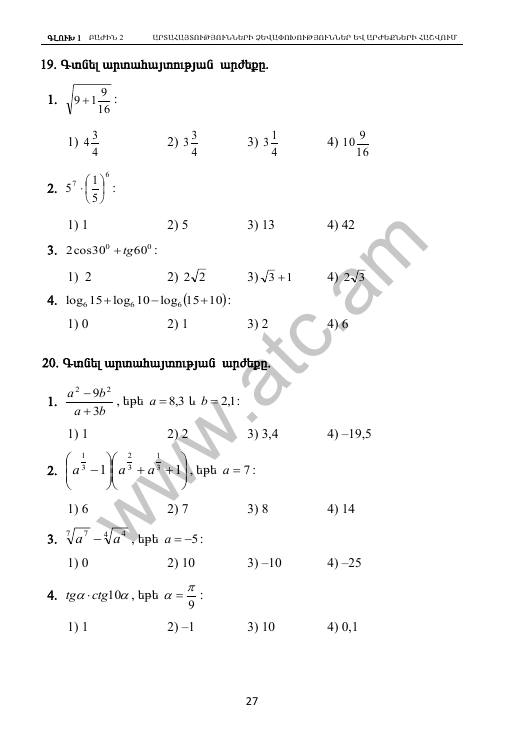 ԳԼՈՒԽ 1 ԲԱԺԻՆ 2 ԱՐՏԱՀԱՅՏՈՒԹՅՈՒՆՆԵՐԻ ՁԵՎԱՓՈԽՈՒԹՅՈՒՆՆԵՐ ԵՎ ԱՐԺԵՔՆԵՐԻ ՀԱՇՎՈՒՄ
19. Գտնել արտահայտության արժեքը.
1. √(9+1 9/16) :
1) 4 3/4 2) 3 3/4 3) 3 1/4 4) 10 9/16
2. 5⁷ · (1/5)⁶ :
1) 1 2) 5 3) 13 4) 42
3. 2cos30⁰ + tg60⁰ :
1) 2 2) 2√2 3) √3 + 1 4) 2√3
4. log₆ 15 + log₆ 10 − log₆ (15 + 10) :
1) 0 2) 1 3) 2 4) 6
20. Գտնել արտահայտության արժեքը.
1. (a² − 9b²)/(a + 3b) , եթե a = 8,3 և b = 2,1:
1) 1 2) 2 3) 3,4 4) –19,5
2. (a^(1/3) − 1)(a^(2/3) + a^(1/3) + 1), եթե a = 7 :
1) 6 2) 7 3) 8 4) 14
3. ⁷√a⁷ − ⁴√a⁴ , եթե a = −5 :
1) 0 2) 10 3) –10 4) –25
4. tgα · ctg10α , եթե α = π/9 :
1) 1 2) –1 3) 10 4) 0,1
27
www.atc.am